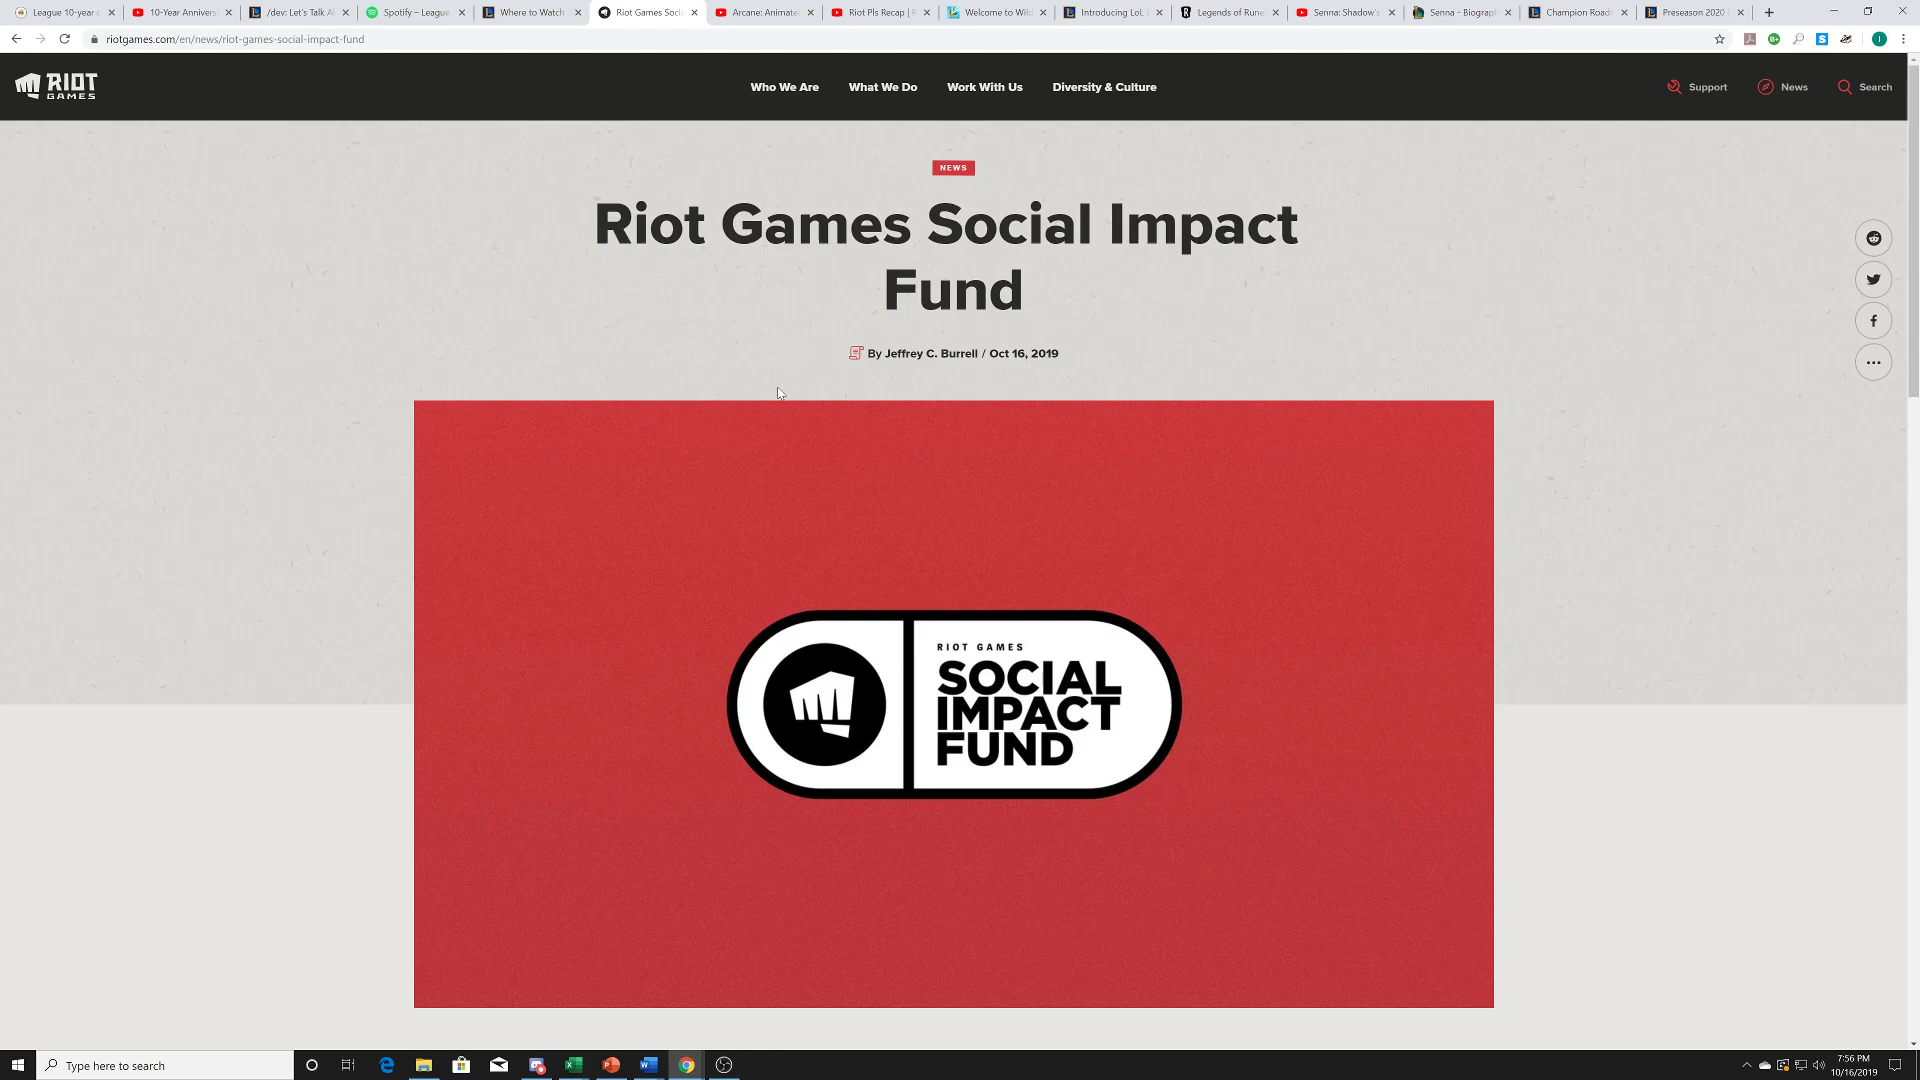 League 10-year c
10-Year Annivers
/dev: Let's Talk A
Spotify – League
Where to Watch
Riot Games Soci
Arcane: Animate
Riot Pls Recap | R
Welcome to Wil
Introducing LoL E
Legends of Rune
Senna: Shadow's
Senna - Biograp
Champion Road
Preseason 2020
riotgames.com/en/news/riot-games-social-impact-fund
RIOT
GAMES
Who We Are
What We Do
Work With Us
Diversity & Culture
Support
News
Search
NEWS
Riot Games Social Impact
Fund
By Jeffrey C. Burrell / Oct 16, 2019
RIOT GAMES
SOCIAL
IMPACT
FUND
Type here to search
7:56 PM
10/16/2019